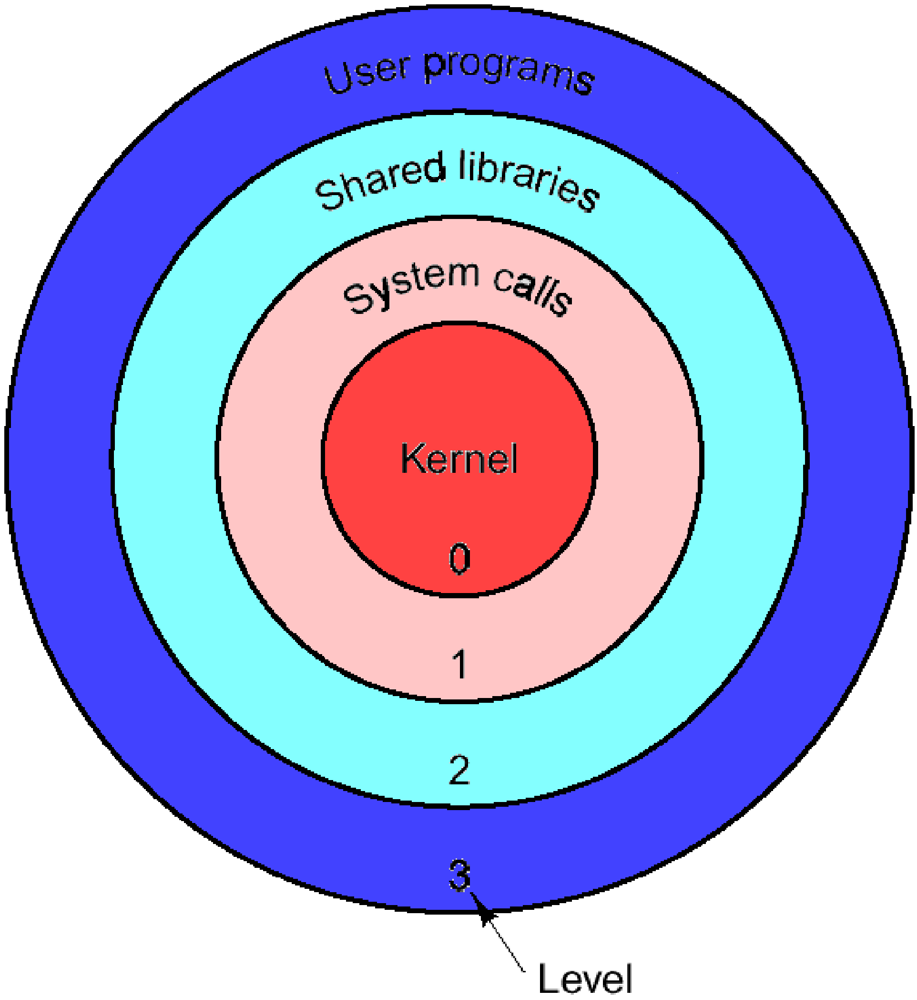 User programs
Shared libraries
System calls
Kernel
0
1
2
3
Level